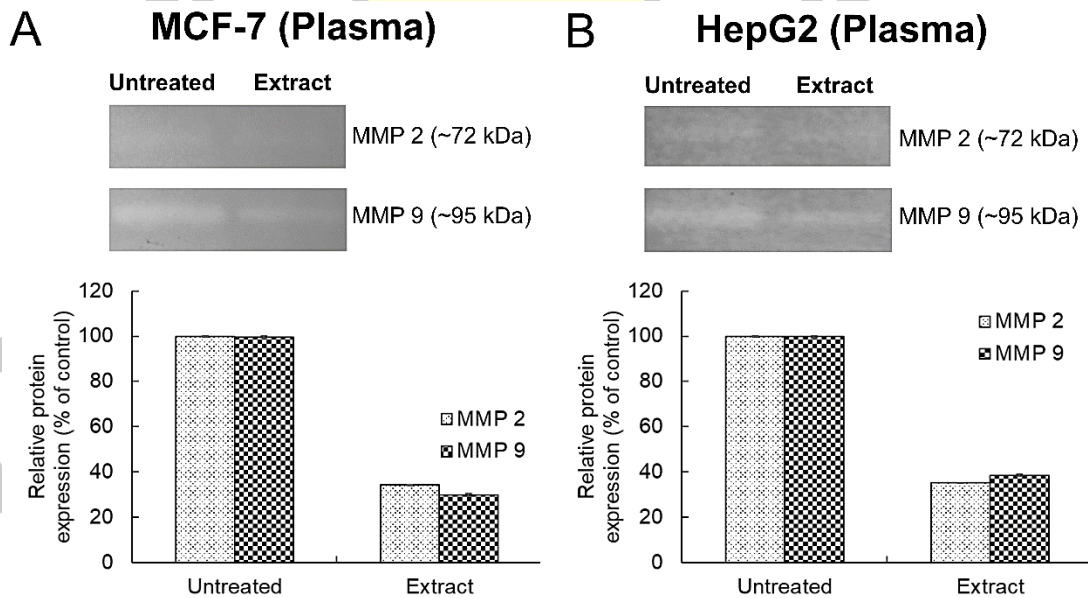 A
MCF-7 (Plasma)
Untreated Extract
MMP 2 (~72 kDa)
MMP 9 (~95 kDa)
Relative protein
expression (% of control)
120
100
80
60
40
20
0
MMP 2
MMP 9
Untreated Extract
B
HepG2 (Plasma)
Untreated Extract
MMP 2 (~72 kDa)
MMP 9 (~95 kDa)
Relative protein
expression (% of control)
120
100
80
60
40
20
0
MMP 2
MMP 9
Untreated Extract